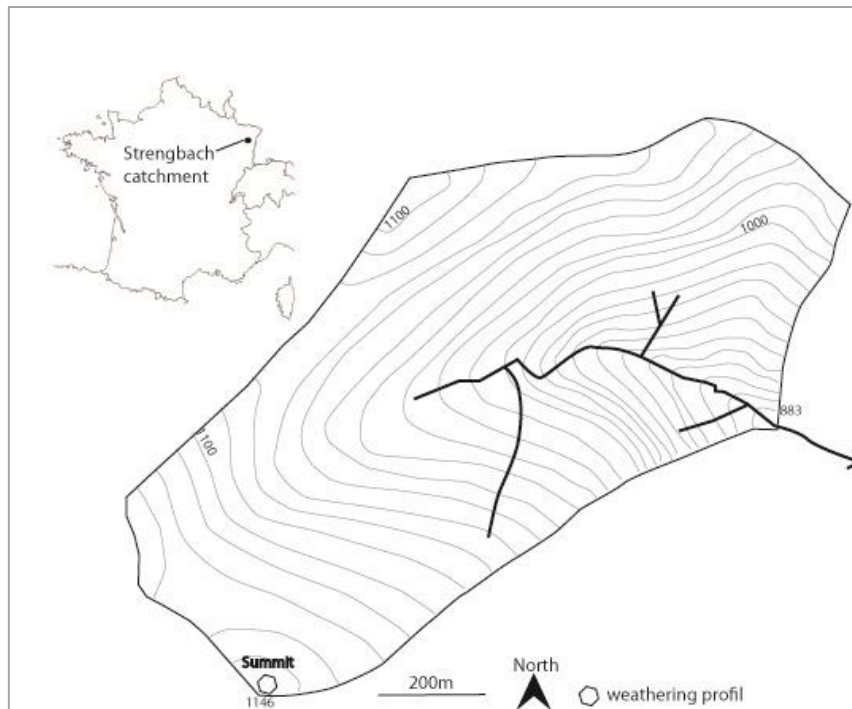 Strengbach
catchment
1100
1000
1100
883
Summit
1146
200m
North
weathering profil